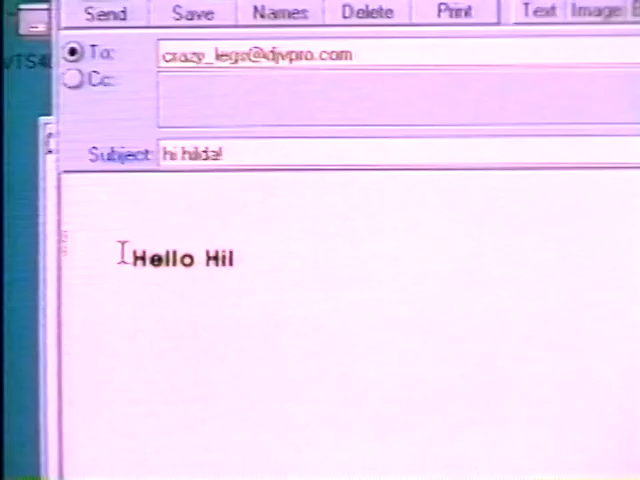 Send Save Names Delete Print Text Image
To: crazy_legs@djvpro.com
Cc:
Subject: hi hilda!
Hello Hil